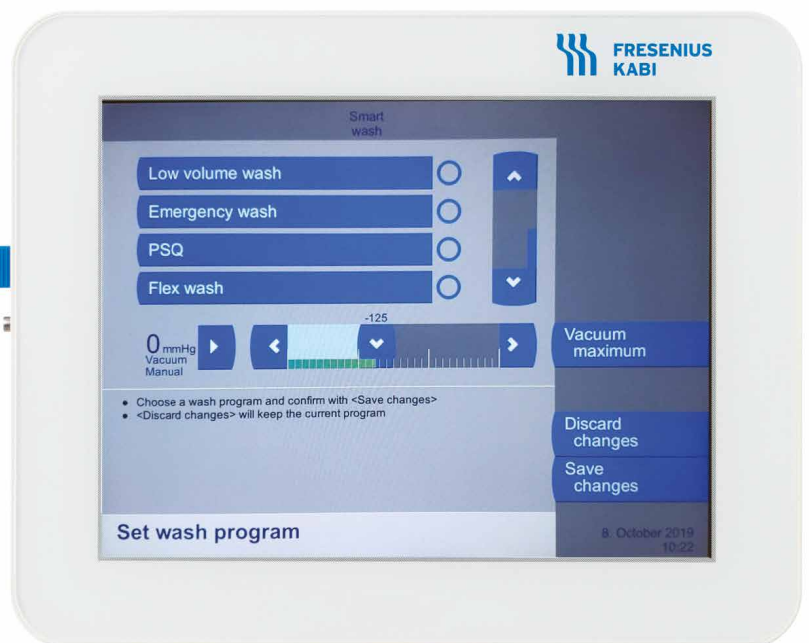 FRESENIUS
KABI
Smart
wash
Low volume wash
Emergency wash
PSQ
Flex wash
-125
0 mmHg
Vacuum
Manual
Vacuum
maximum
• Choose a wash program and confirm with <Save changes>
• <Discard changes> will keep the current program
Discard
changes
Save
changes
Set wash program
8. October 2019
10:22